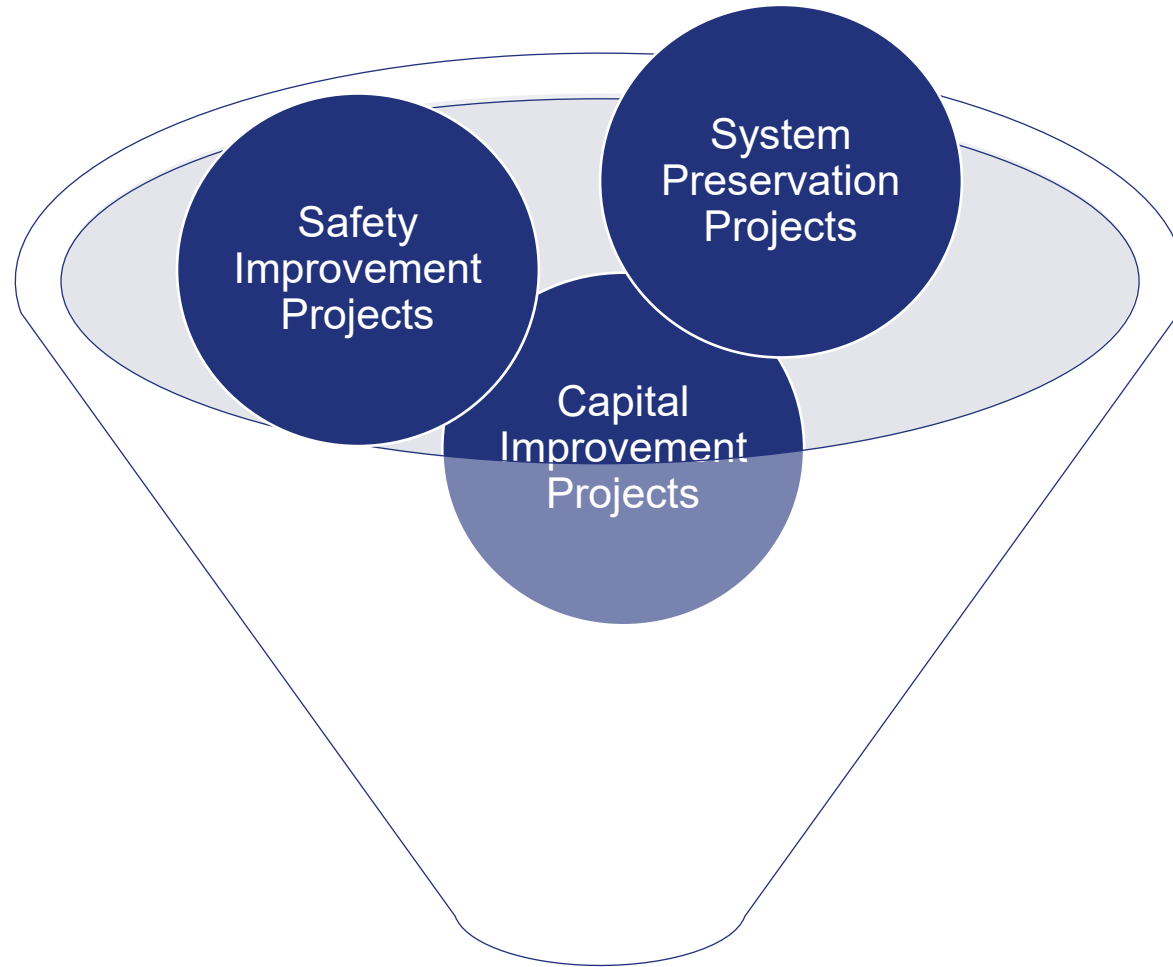 System
Preservation
Projects
Safety
Improvement
Projects
Capital
Improvement
Projects